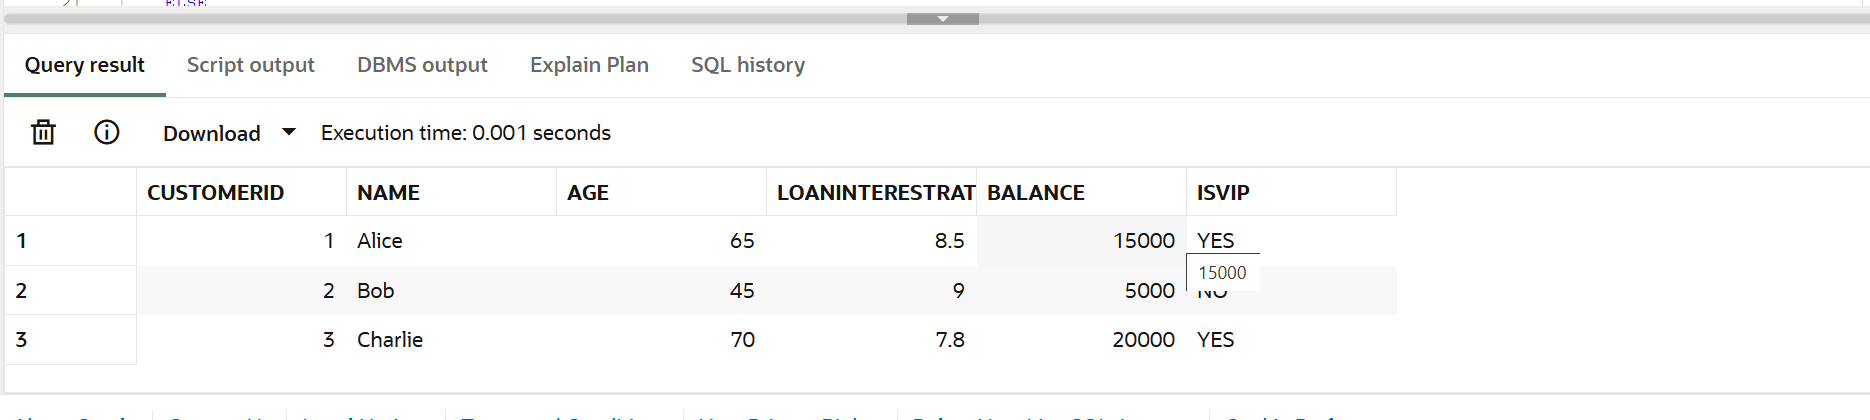 ELSE
Query result Script output DBMS output Explain Plan SQL history
Download Execution time: 0.001 seconds
CUSTOMERID NAME AGE LOANINTERESTRAT BALANCE ISVIP
1 1 Alice 65 8.5 15000 YES
15000
2 2 Bob 45 9 5000 NO
3 3 Charlie 70 7.8 20000 YES